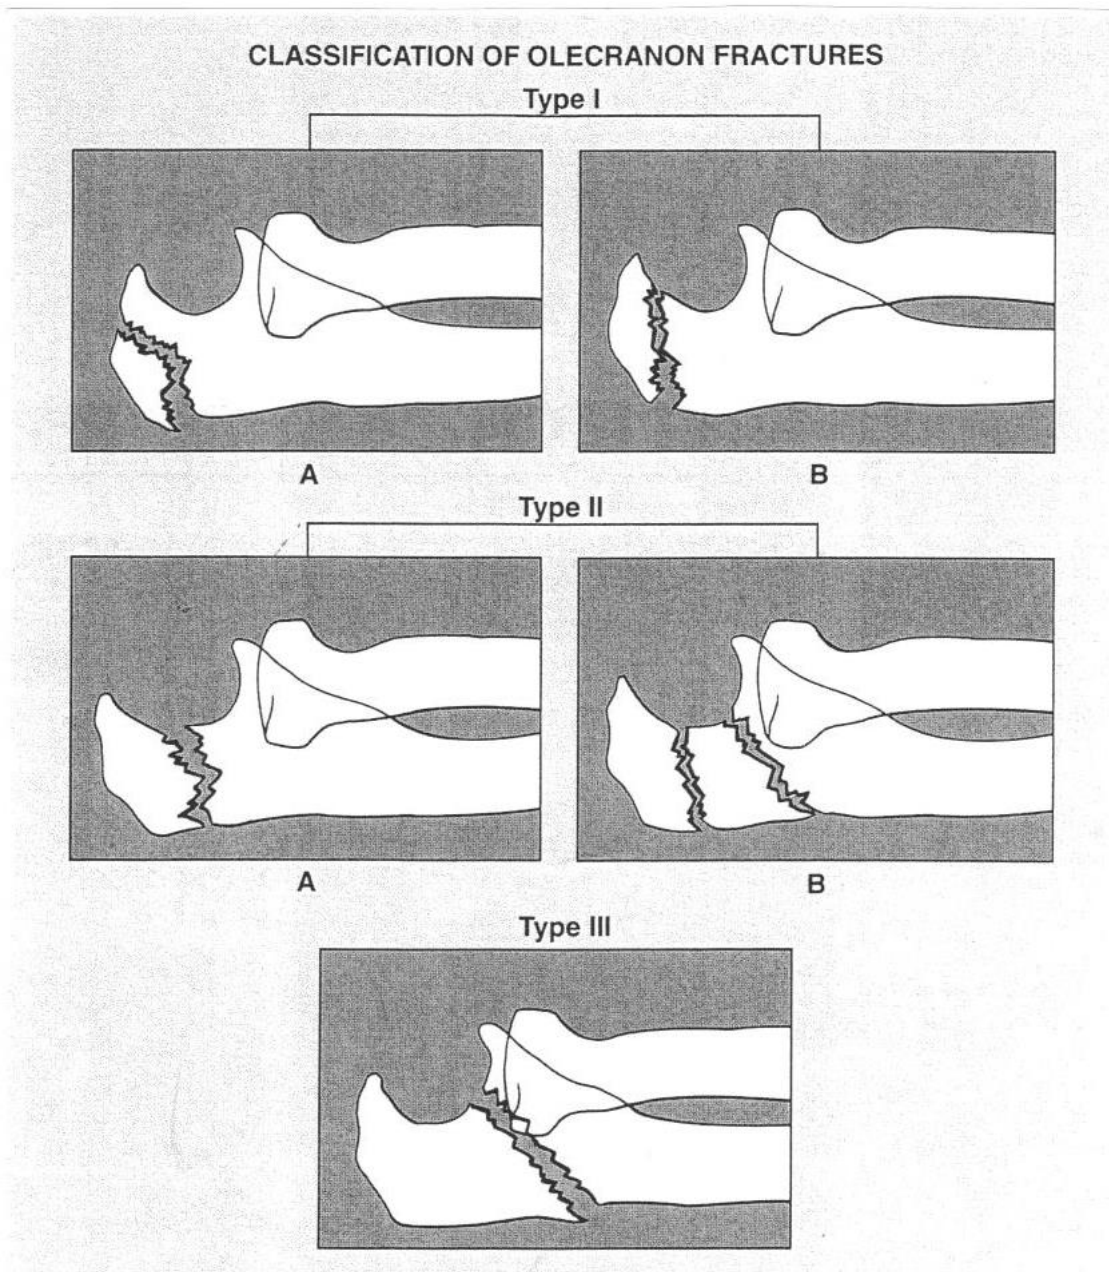 CLASSIFICATION OF OLECRANON FRACTURES
Type I
A
B
Type II
A
B
Type III